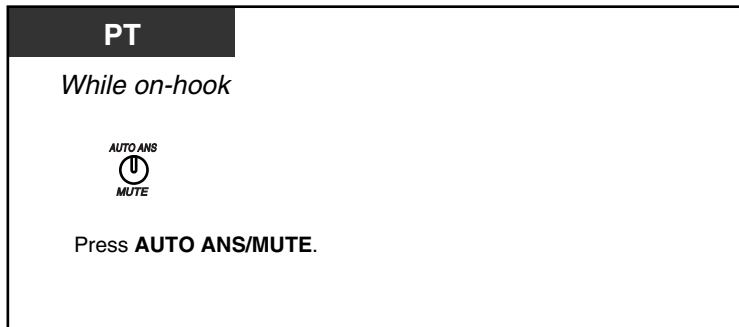 PT
While on-hook
AUTO ANS
MUTE
Press AUTO ANS/MUTE.